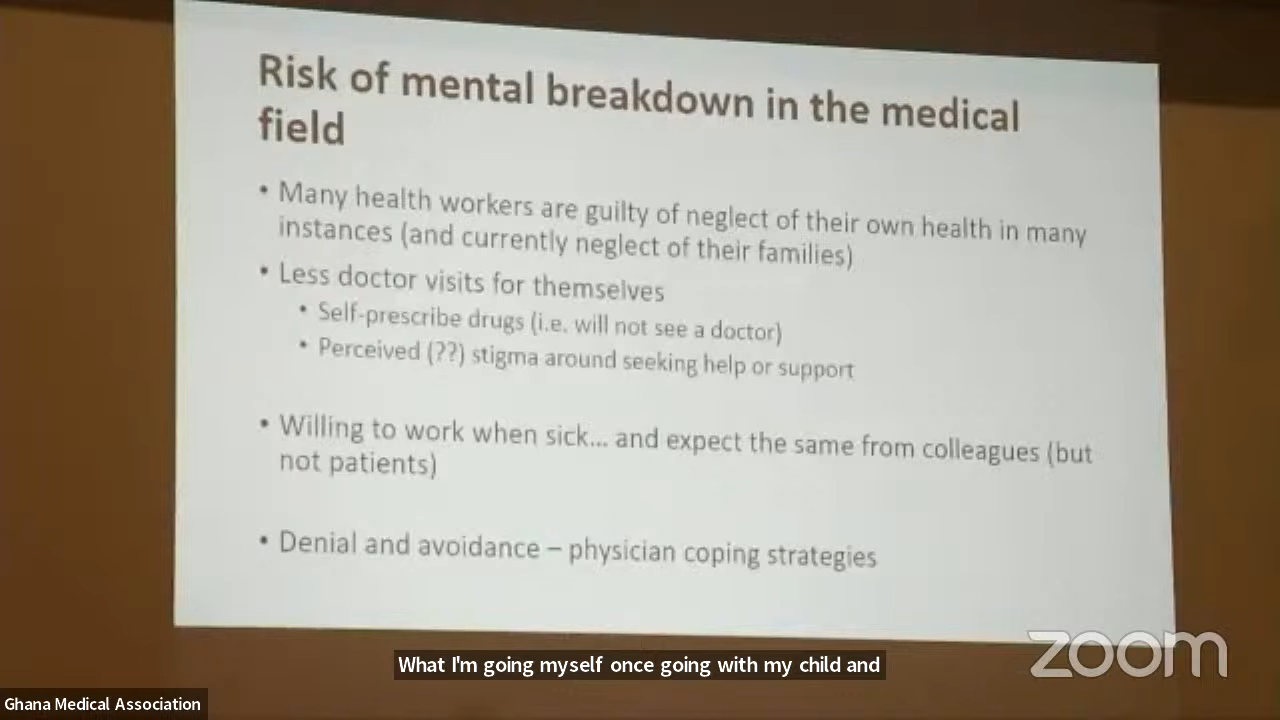 Risk of mental breakdown in the medical
field
• Many health workers are guilty of neglect of their own health in many
instances (and currently neglect of their families)
• Less doctor visits for themselves
• Self-prescribe drugs (i.e. will not see a doctor)
• Perceived (??) stigma around seeking help or support
• Willing to work when sick... and expect the same from colleagues (but
not patients)
• Denial and avoidance – physician coping strategies
zoom
What I'm going myself once going with my child and
Ghana Medical Association